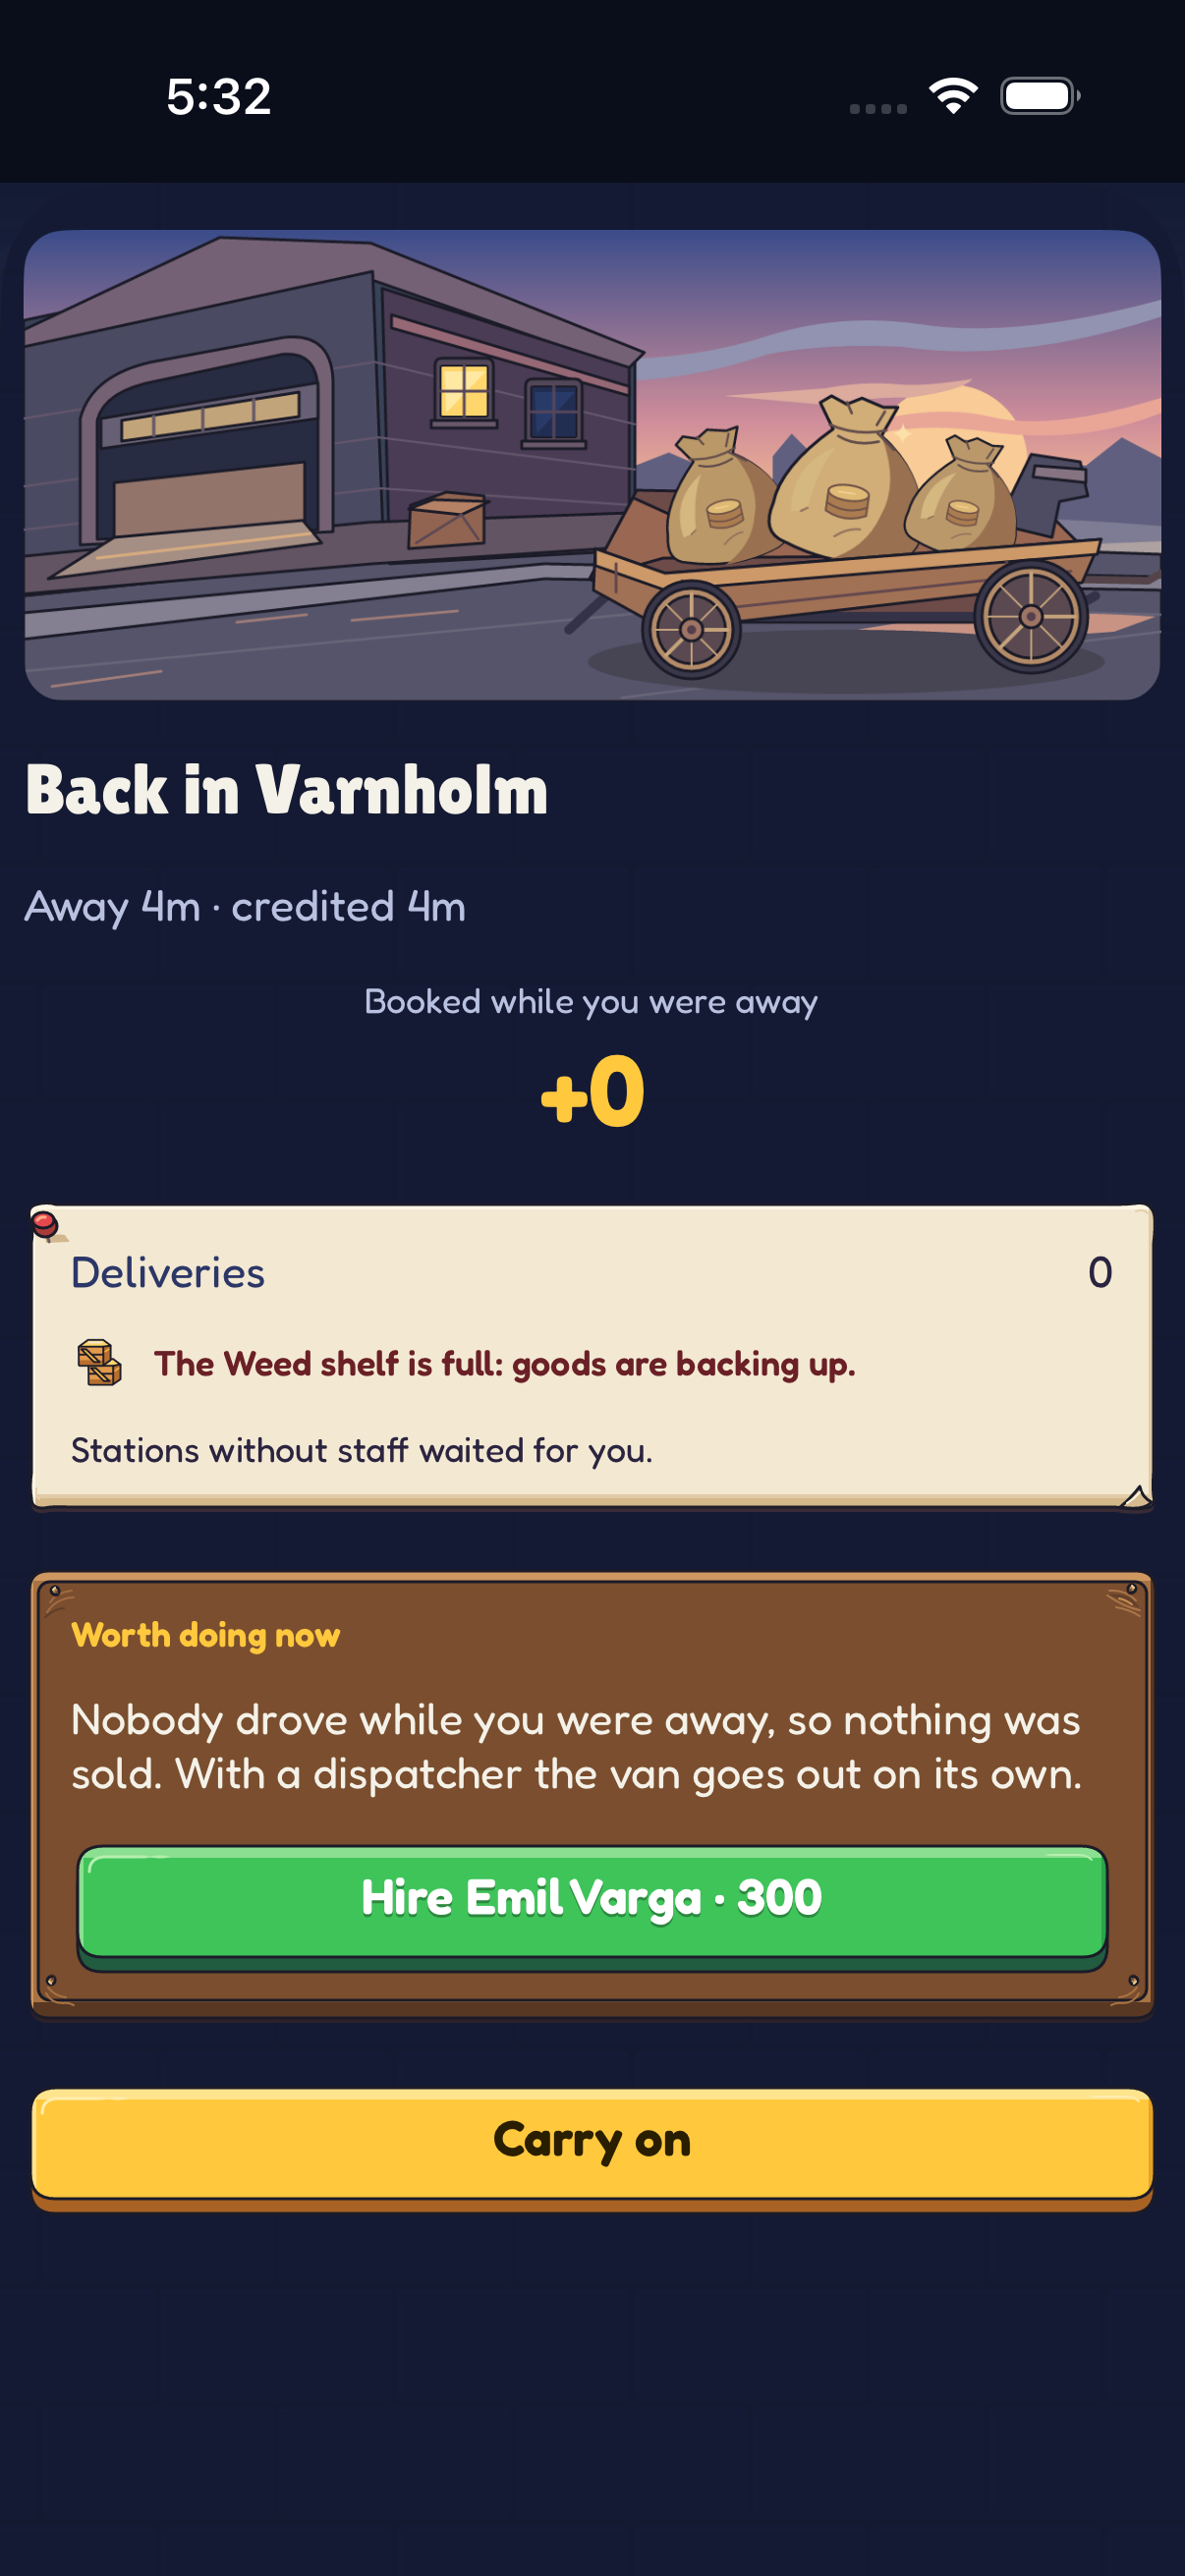 5:32
Back in Varnholm
Away 4m · credited 4m
Booked while you were away
+0
Deliveries 0
The Weed shelf is full: goods are backing up.
Stations without staff waited for you.
Worth doing now
Nobody drove while you were away, so nothing was
sold. With a dispatcher the van goes out on its own.
Hire Emil Varga · 300
Carry on